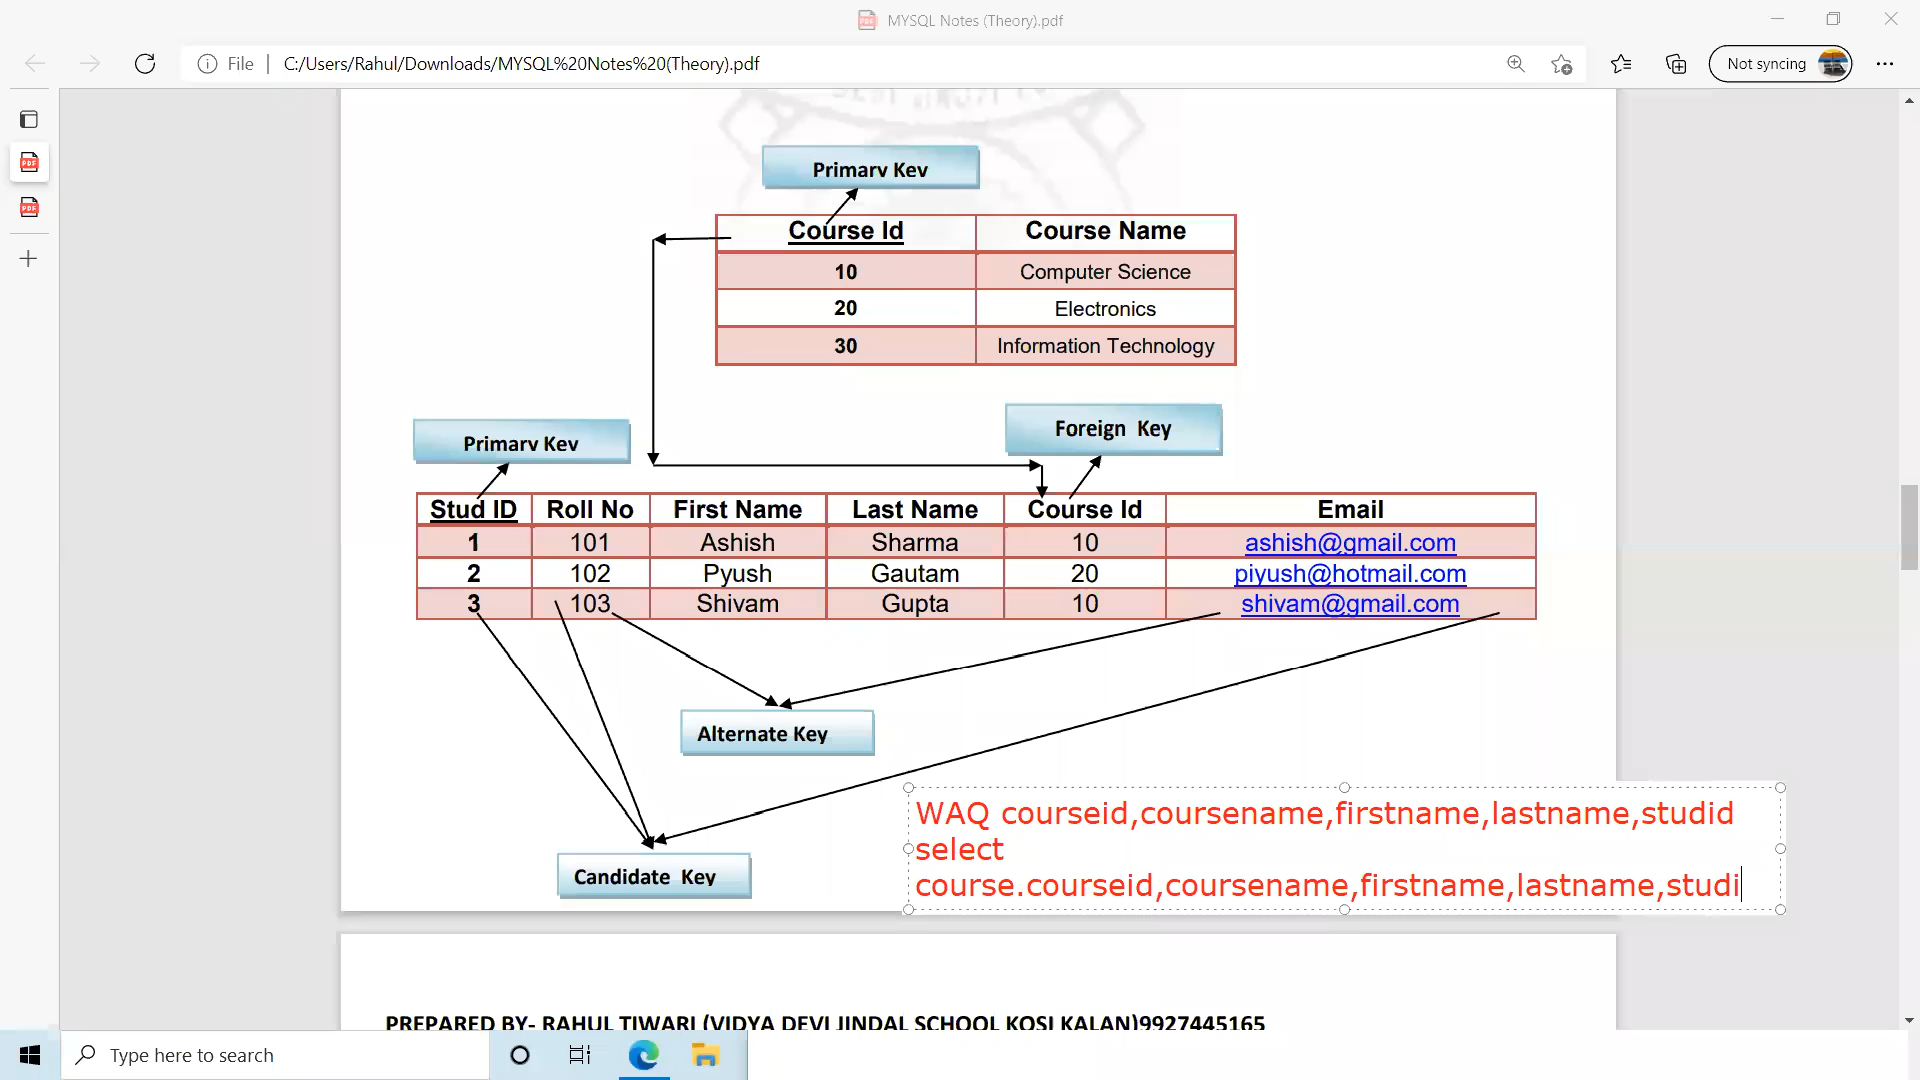 MYSQL Notes (Theory).pdf
File
C:/Users/Rahul/Downloads/MYSQL%20Notes%20(Theory).pdf
Not syncing
Primary Key
Course Id Course Name
10 Computer Science
20 Electronics
30 Information Technology
Primary Key
Foreign Key
Stud ID Roll No First Name Last Name Course Id Email
1 101 Ashish Sharma 10 ashish@gmail.com
2 102 Pyush Gautam 20 piyush@hotmail.com
3 103 Shivam Gupta 10 shivam@gmail.com
Alternate Key
Candidate Key
WAQ courseid,coursename,firstname,lastname,studid
select
course.courseid,coursename,firstname,lastname,studi
PREPARED BY- RAHUL TIWARI (VIDYA DEVI JINDAL SCHOOL KOSI KALAN)9927445165
Type here to search